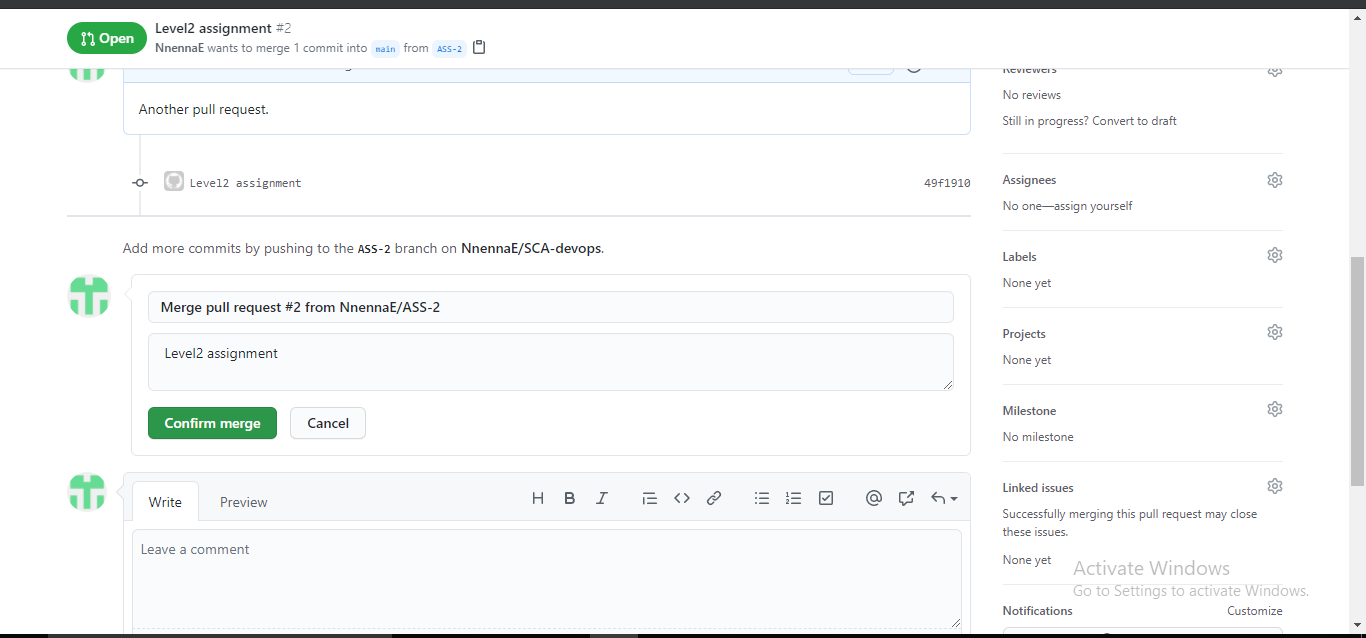 Open
Level2 assignment #2
NnennaE wants to merge 1 commit into main from ASS-2
Another pull request.
Level2 assignment
49f1910
Add more commits by pushing to the ASS-2 branch on NnennaE/SCA-devops.
Merge pull request #2 from NnennaE/ASS-2
Level2 assignment
Confirm merge
Cancel
Write
Preview
Leave a comment
Reviewers
No reviews
Still in progress? Convert to draft
Assignees
No one—assign yourself
Labels
None yet
Projects
None yet
Milestone
No milestone
Linked issues
Successfully merging this pull request may close
these issues.
None yet
Activate Windows
Go to Settings to activate Windows.
Notifications
Customize